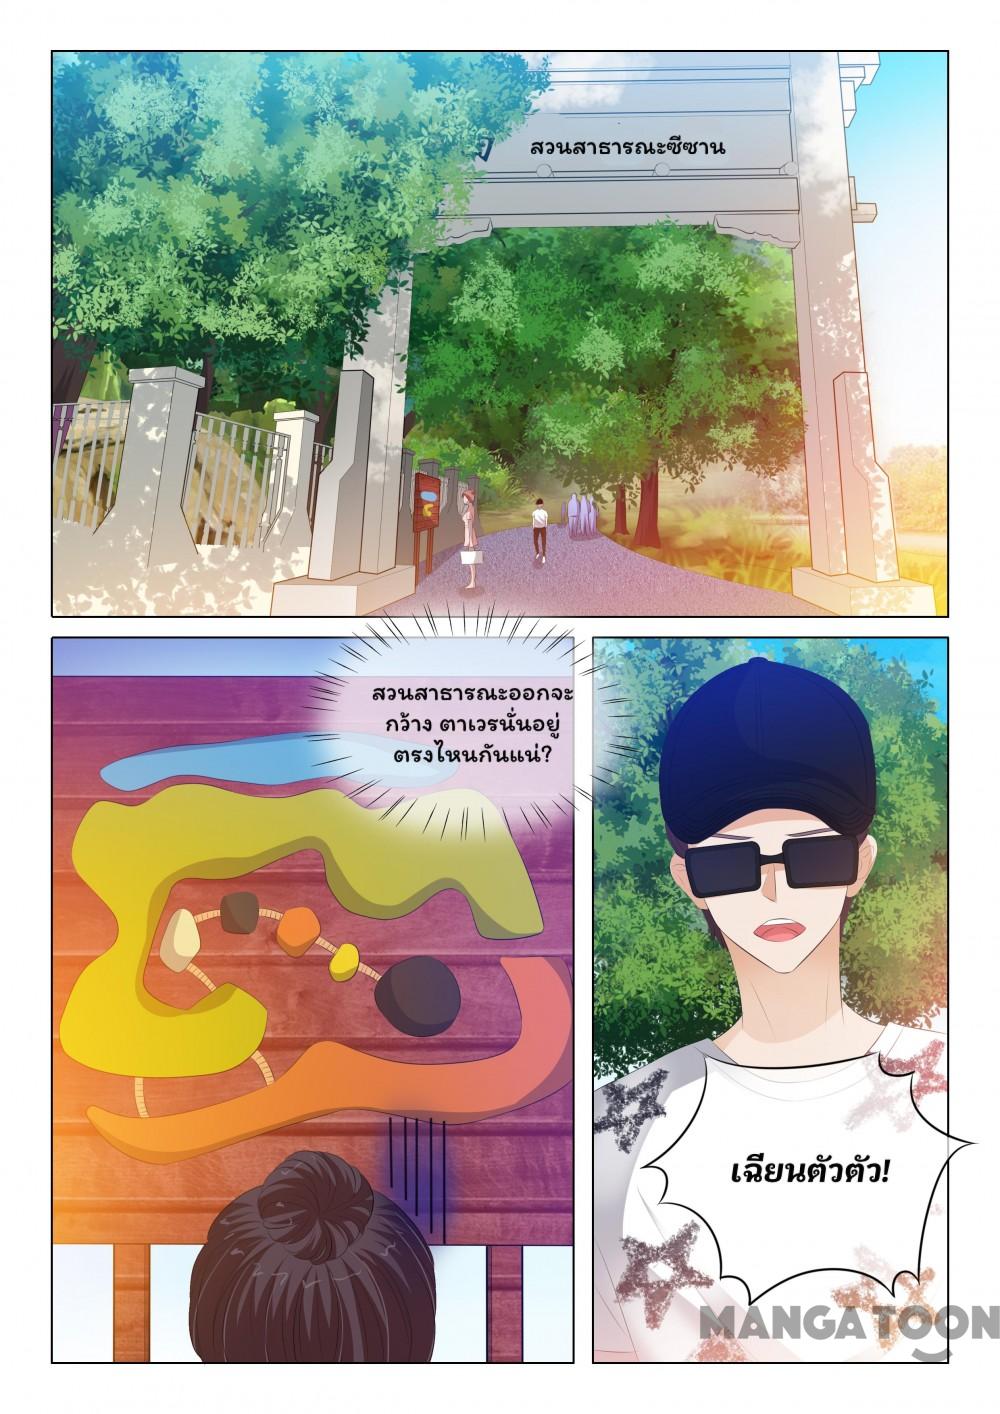 สวนสาธารณะซีซาน
สวนสาธารณะออกจะ
กว้าง ตาเวรนั่นอยู่
ตรงไหนกันแน่?
เฉียนตัวตัว!
MANGATOON